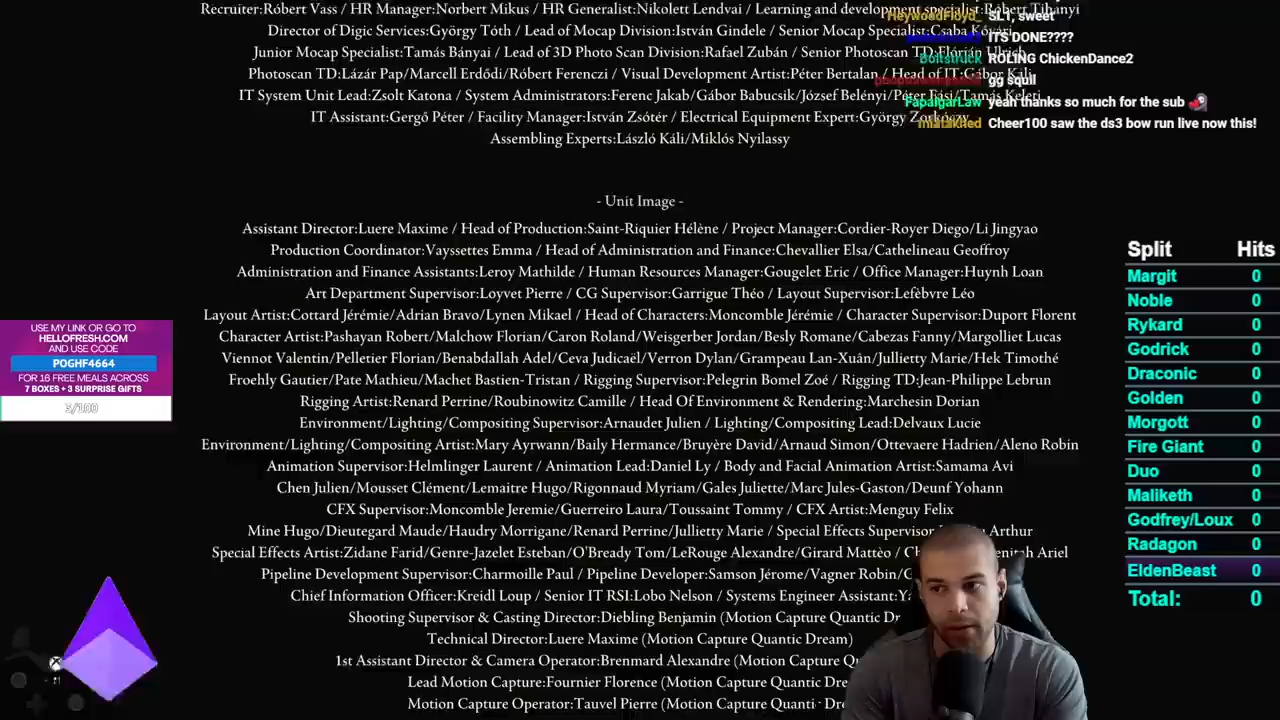 Recruiter:Róbert Vass / HR Manager:Norbert Mikus / HR Generalist:Nikolett Lendvai / Learning and development specialist:Róbert Tihanyi
Director of Digic Services:György Tóth / Lead of Mocap Division:István Gindele / Senior Mocap Specialist:Csaba Kővári
Junior Mocap Specialist:Tamás Bányai / Lead of 3D Photo Scan Division:Rafael Zubán / Senior Photoscan TD:Flórián Ulrich
Photoscan TD:Lázár Pap/Marcell Erdődi/Róbert Ferenczi / Visual Development Artist:Péter Bertalan / Head of IT:Gábor Káli
IT System Unit Lead:Zsolt Katona / System Administrators:Ferenc Jakab/Gábor Babucsik/József Belényi/Péter Bási/Tamás Keleti
IT Assistant:Gergő Péter / Facility Manager:István Zsótér / Electrical Equipment Expert:György Zorkóczy
Assembling Experts:László Káli/Miklós Nyilassy
HeywoodFloyd_ SL1, sweet
ITS DONE????
Boltstruck ROLING ChickenDance2
gg squil
FapalgarLaw yeah thanks so much for the sub
Cheer100 saw the ds3 bow run live now this!
- Unit Image -
Assistant Director:Luere Maxime / Head of Production:Saint-Riquier Hélène / Project Manager:Cordier-Royer Diego/Li Jingyao
Production Coordinator:Vayssettes Emma / Head of Administration and Finance:Chevallier Elsa/Cathelineau Geoffroy
Administration and Finance Assistants:Leroy Mathilde / Human Resources Manager:Gougelet Eric / Office Manager:Huynh Loan
Art Department Supervisor:Loyvet Pierre / CG Supervisor:Garrigue Théo / Layout Supervisor:Lefèbvre Léo
Layout Artist:Cottard Jérémie/Adrian Bravo/Lynen Mikael / Head of Characters:Moncomble Jérémie / Character Supervisor:Duport Florent
Character Artist:Pashayan Robert/Malchow Florian/Caron Roland/Weisgerber Jordan/Besly Romane/Cabezas Fanny/Margolliet Lucas
Viennot Valentin/Pelletier Florian/Benabdallah Adel/Ceva Judicaël/Verron Dylan/Grampeau Lan-Xuân/Jullietty Marie/Hek Timothé
Froehly Gautier/Pate Mathieu/Machet Bastien-Tristan / Rigging Supervisor:Pelegrin Bomel Zoé / Rigging TD:Jean-Philippe Lebrun
Rigging Artist:Renard Perrine/Roubinowitz Camille / Head Of Environment & Rendering:Marchesin Dorian
Environment/Lighting/Compositing Supervisor:Arnaudet Julien / Lighting/Compositing Lead:Delvaux Lucie
Environment/Lighting/Compositing Artist:Mary Ayrwann/Baily Hermance/Bruyère David/Arnaud Simon/Ottevaere Hadrien/Aleno Robin
Animation Supervisor:Helmlinger Laurent / Animation Lead:Daniel Ly / Body and Facial Animation Artist:Samama Avi
Chen Julien/Mousset Clément/Lemaitre Hugo/Rigonnaud Myriam/Gales Juliette/Marc Jules-Gaston/Deunf Yohann
CFX Supervisor:Moncomble Jeremie/Guerreiro Laura/Toussaint Tommy / CFX Artist:Menguy Felix
Mine Hugo/Dieutegard Maude/Haudry Morrigane/Renard Perrine/Jullietty Marie / Special Effects Supervisor Arthur
Special Effects Artist:Zidane Farid/Genre-Jazelet Esteban/O'Bready Tom/LeRouge Alexandre/Girard Mattèo / Ariel
Pipeline Development Supervisor:Charmoille Paul / Pipeline Developer:Samson Jérome/Vagner Robin/
Chief Information Officer:Kreidl Loup / Senior IT RSI:Lobo Nelson / Systems Engineer Assistant:
Shooting Supervisor & Casting Director:Diebling Benjamin (Motion Capture Quantic
Technical Director:Luere Maxime (Motion Capture Quantic Dream)
1st Assistant Director & Camera Operator:Brenmard Alexandre (Motion Capture
Lead Motion Capture:Fournier Florence (Motion Capture Quantic
Motion Capture Operator:Tauvel Pierre (Motion Capture
USE MY LINK OR GO TO
HELLOFRESH.COM
AND USE CODE
POGHF4664
FOR 16 FREE MEALS ACROSS
7 BOXES + 3 SURPRISE GIFTS
5/100
Split Hits
Margit 0
Noble 0
Rykard 0
Godrick 0
Draconic 0
Golden 0
Morgott 0
Fire Giant 0
Duo 0
Maliketh 0
Godfrey/Loux 0
Radagon 0
EldenBeast 0
Total: 0